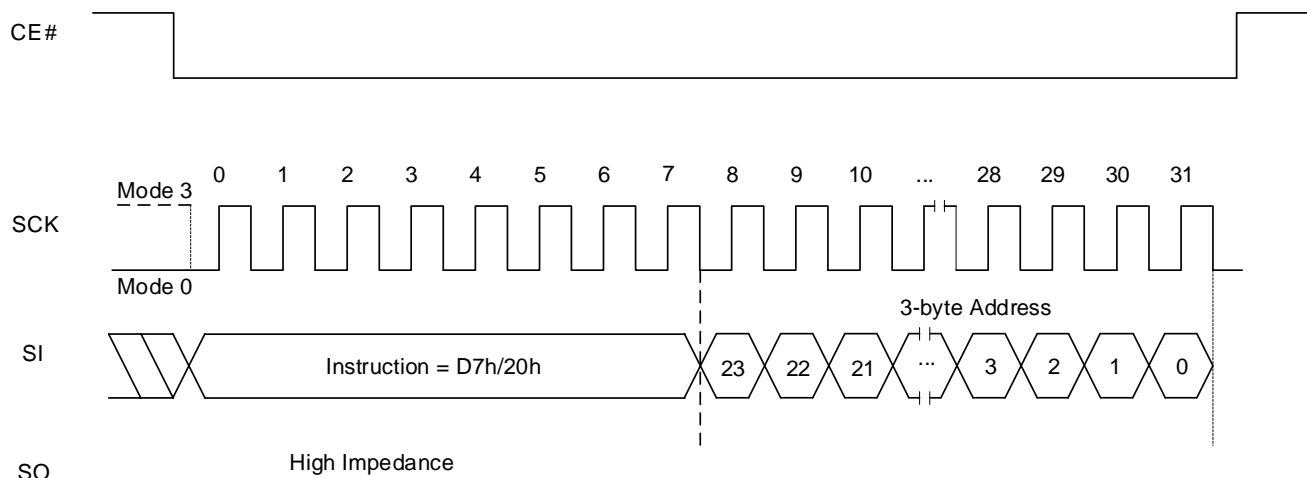 CE#
0 1 2 3 4 5 6 7 8 9 10 ... 28 29 30 31
Mode 3
SCK
Mode 0
3-byte Address
SI
Instruction = D7h/20h
23 22 21 ... 3 2 1 0
High Impedance
SO